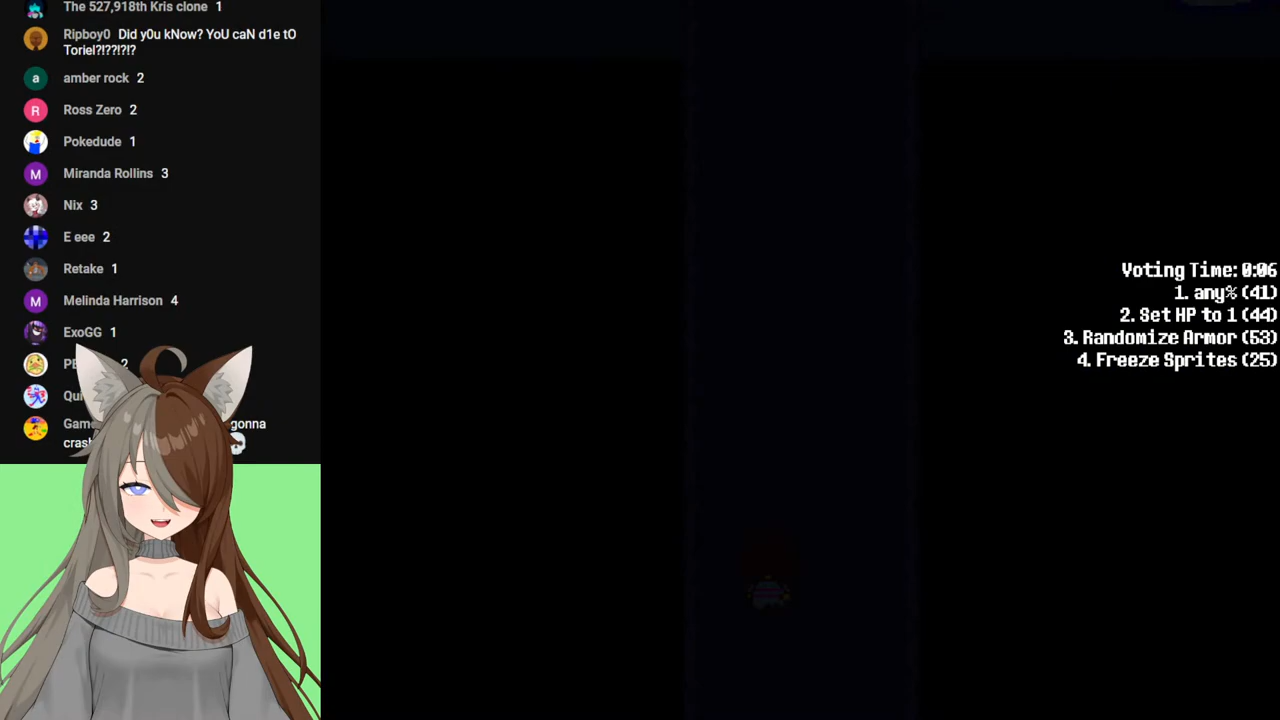 The 527,918th Kris clone 1
Ripboy0 Did y0u kNow? YoU caN d1e tO
Toriel?!??!?!?
a amber rock 2
R Ross Zero 2
Pokedude 1
M Miranda Rollins 3
Nix 3
E eee 2
Retake 1
M Melinda Harrison 4
ExoGG 1
2
gonna
Voting Time: 0:06
1. any% (41)
2. Set HP to 1 (44)
3. Randomize Armor (53)
4. Freeze Sprites (25)